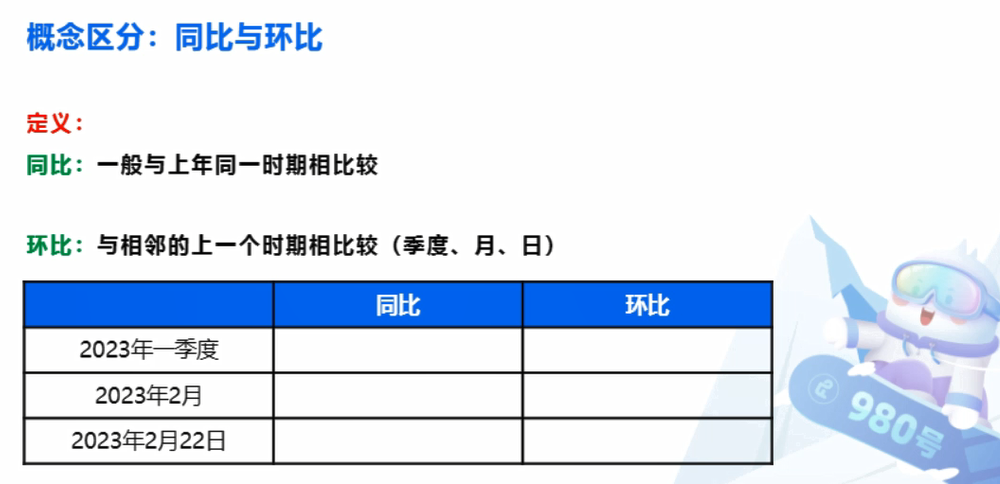 概念区分：同比与环比
定义：
同比：一般与上年同一时期相比较
环比：与相邻的上一个时期相比较（季度、月、日）
同比 环比
2023年一季度
2023年2月
2023年2月22日
980号